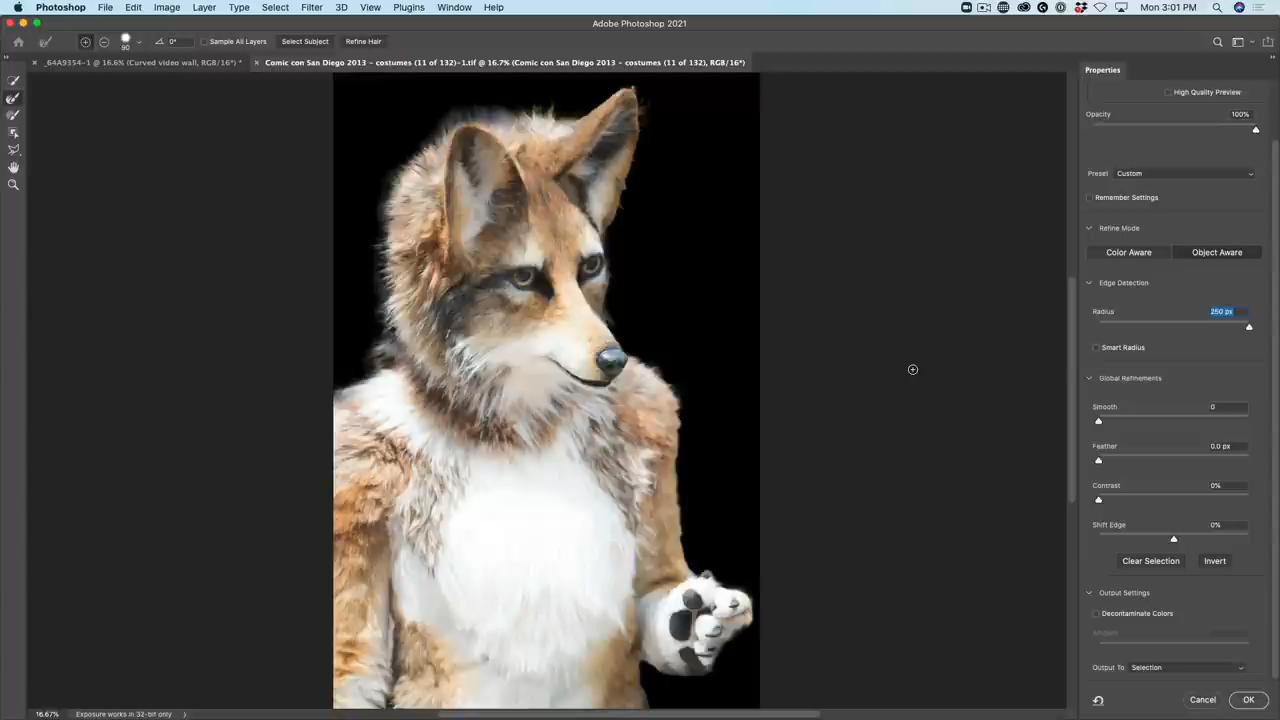 Photoshop File Edit Image Layer Type Select Filter 3D View Plugins Window Help Mon 3:01 PM
Adobe Photoshop 2021
90 0° Sample All Layers Select Subject Refine Hair
_64A9354-1 @ 16.6% (Curved video wall, RGB/16*) * Comic con San Diego 2013 - costumes (11 of 132)-1.tif @ 16.7% (Comic con San Diego 2013 - costumes (11 of 132), RGB/16*)
Properties
High Quality Preview
Opacity 100%
Preset Custom
Remember Settings
Refine Mode
Color Aware Object Aware
Edge Detection
Radius 250 px
Smart Radius
Global Refinements
Smooth 0
Feather 0.0 px
Contrast 0%
Shift Edge 0%
Clear Selection Invert
Output Settings
Decontaminate Colors
Amount
Output To Selection
Cancel OK
16.67% Exposure works in 32-bit only